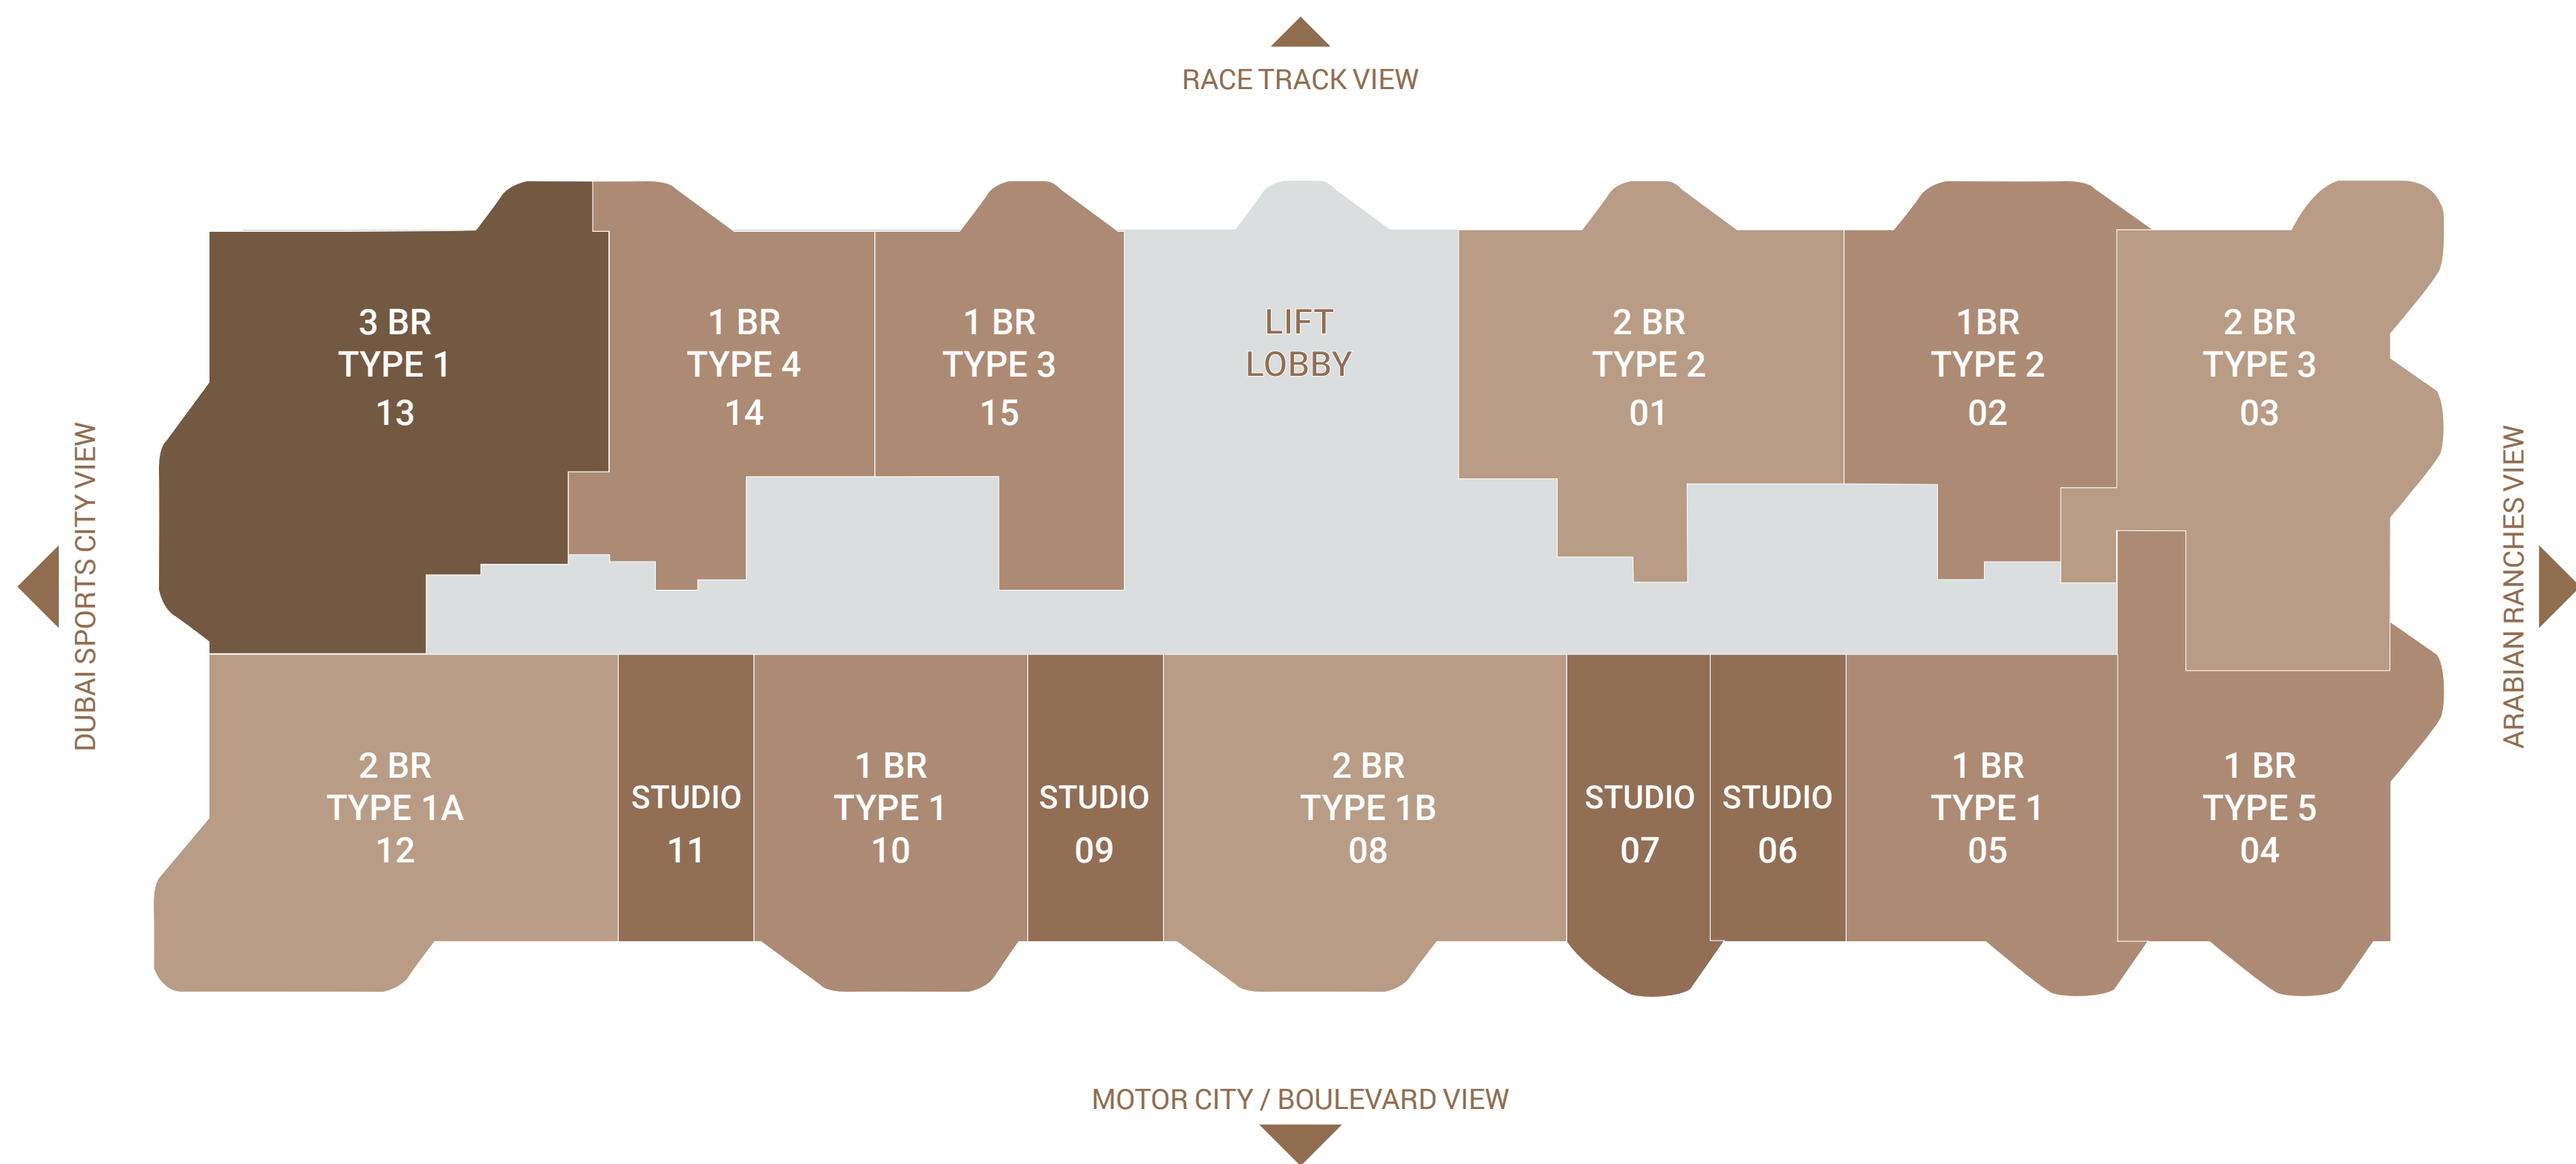 RACE TRACK VIEW
DUBAI SPORTS CITY VIEW
3 BR
TYPE 1
13
1 BR
TYPE 4
14
1 BR
TYPE 3
15
LIFT
LOBBY
2 BR
TYPE 2
01
1BR
TYPE 2
02
2 BR
TYPE 3
03
ARABIAN RANCHES VIEW
2 BR
TYPE 1A
12
STUDIO
11
1 BR
TYPE 1
10
STUDIO
09
2 BR
TYPE 1B
08
STUDIO
07
STUDIO
06
1 BR
TYPE 1
05
1 BR
TYPE 5
04
MOTOR CITY / BOULEVARD VIEW